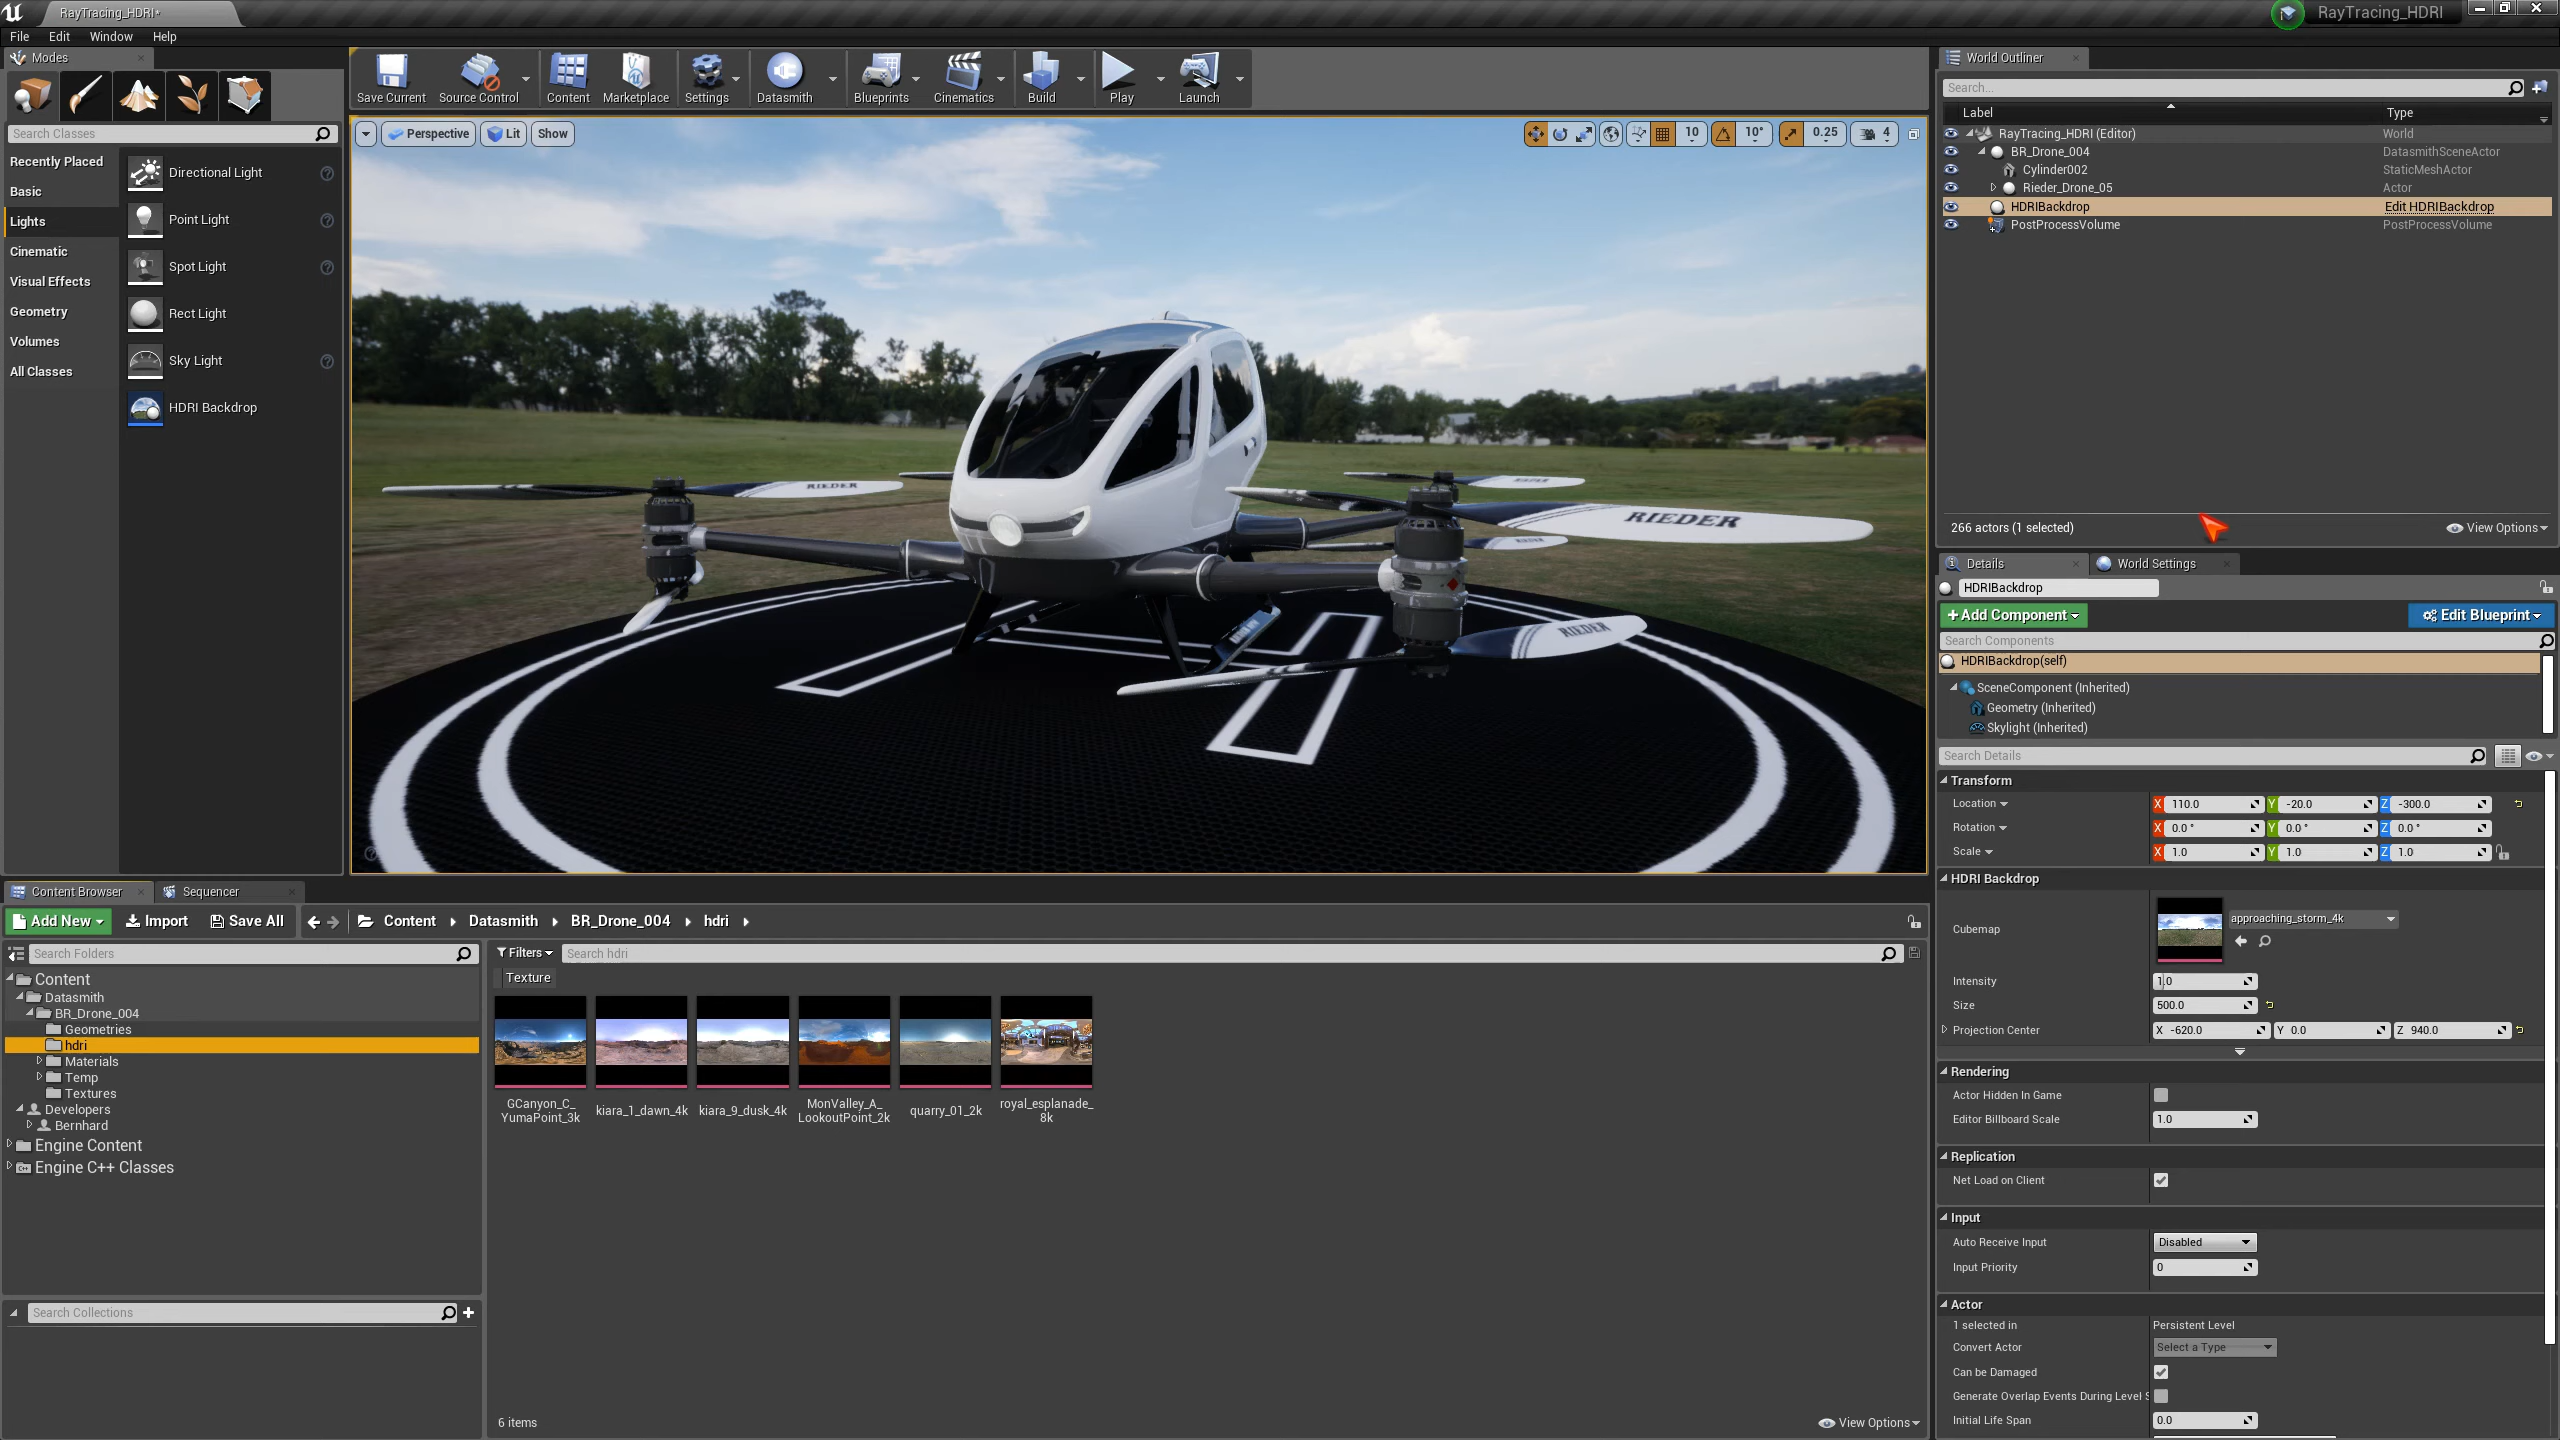 RayTracing_HDRI*
RayTracing_HDRI
File Edit Window Help
Modes
Search Classes
Recently Placed
Basic
Lights
Cinematic
Visual Effects
Geometry
Volumes
All Classes
Directional Light
Point Light
Spot Light
Rect Light
Sky Light
HDRI Backdrop
Save Current
Source Control
Content
Marketplace
Settings
Datasmith
Blueprints
Cinematics
Build
Play
Launch
Perspective Lit Show
10 10° 0.25 4
RIEDER
RIEDER
RIEDER
World Outliner
Search...
Label Type
RayTracing_HDRI (Editor) World
BR_Drone_004 DatasmithSceneActor
Cylinder002 StaticMeshActor
Rieder_Drone_05 Actor
HDRIBackdrop Edit HDRIBackdrop
PostProcessVolume PostProcessVolume
266 actors (1 selected) View Options
Details World Settings
HDRIBackdrop
+ Add Component Edit Blueprint
Search Components
HDRIBackdrop(self)
SceneComponent (Inherited)
Geometry (Inherited)
Skylight (Inherited)
Search Details
Transform
Location X 110.0 Y -20.0 Z -300.0
Rotation X 0.0 ° Y 0.0 ° Z 0.0 °
Scale X 1.0 Y 1.0 Z 1.0
HDRI Backdrop
Cubemap approaching_storm_4k
Intensity 1.0
Size 500.0
Projection Center X -620.0 Y 0.0 Z 940.0
Rendering
Actor Hidden In Game
Editor Billboard Scale 1.0
Replication
Net Load on Client
Input
Auto Receive Input Disabled
Input Priority 0
Actor
1 selected in Persistent Level
Convert Actor Select a Type
Can be Damaged
Generate Overlap Events During Level S
Initial Life Span 0.0
Content Browser Sequencer
Add New Import Save All Content Datasmith BR_Drone_004 hdri
Search Folders
Content
Datasmith
BR_Drone_004
Geometries
hdri
Materials
Temp
Textures
Developers
Bernhard
Engine Content
Engine C++ Classes
Search Collections
Filters Search hdri
Texture
GCanyon_C_
YumaPoint_3k
kiara_1_dawn_4k
kiara_9_dusk_4k
MonValley_A_
LookoutPoint_2k
quarry_01_2k
royal_esplanade_
8k
6 items View Options